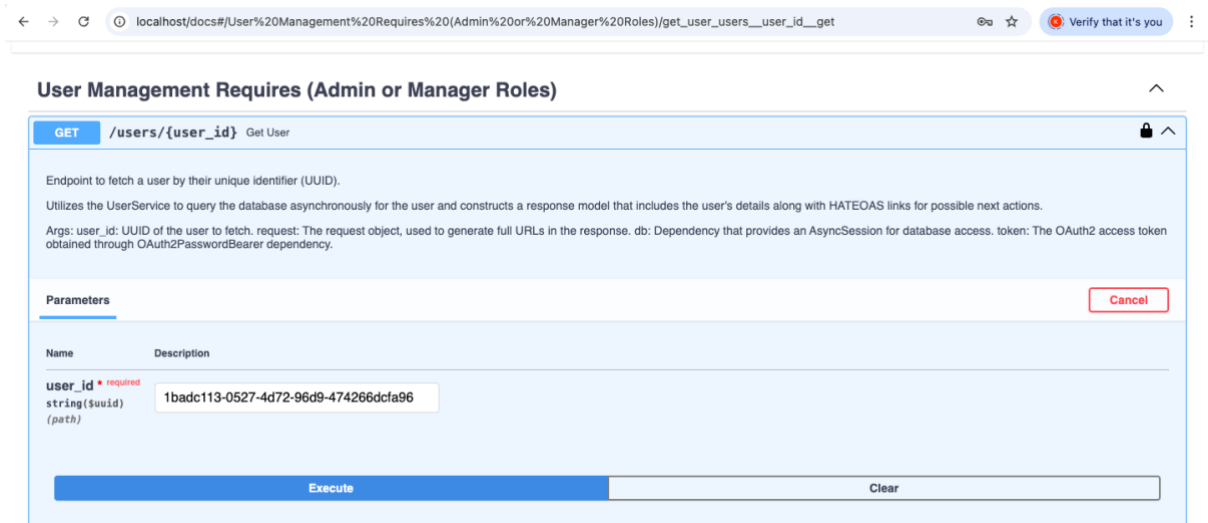 localhost/docs#/User%20Management%20Requires%20(Admin%20or%20Manager%20Roles)/get_user_users__user_id__get
Verify that it's you
User Management Requires (Admin or Manager Roles)
GET /users/{user_id} Get User
Endpoint to fetch a user by their unique identifier (UUID).
Utilizes the UserService to query the database asynchronously for the user and constructs a response model that includes the user's details along with HATEOAS links for possible next actions.
Args: user_id: UUID of the user to fetch. request: The request object, used to generate full URLs in the response. db: Dependency that provides an AsyncSession for database access. token: The OAuth2 access token
obtained through OAuth2PasswordBearer dependency.
Parameters Cancel
Name Description
user_id * required
string($uuid)
(path)
1badc113-0527-4d72-96d9-474266dcfa96
Execute Clear